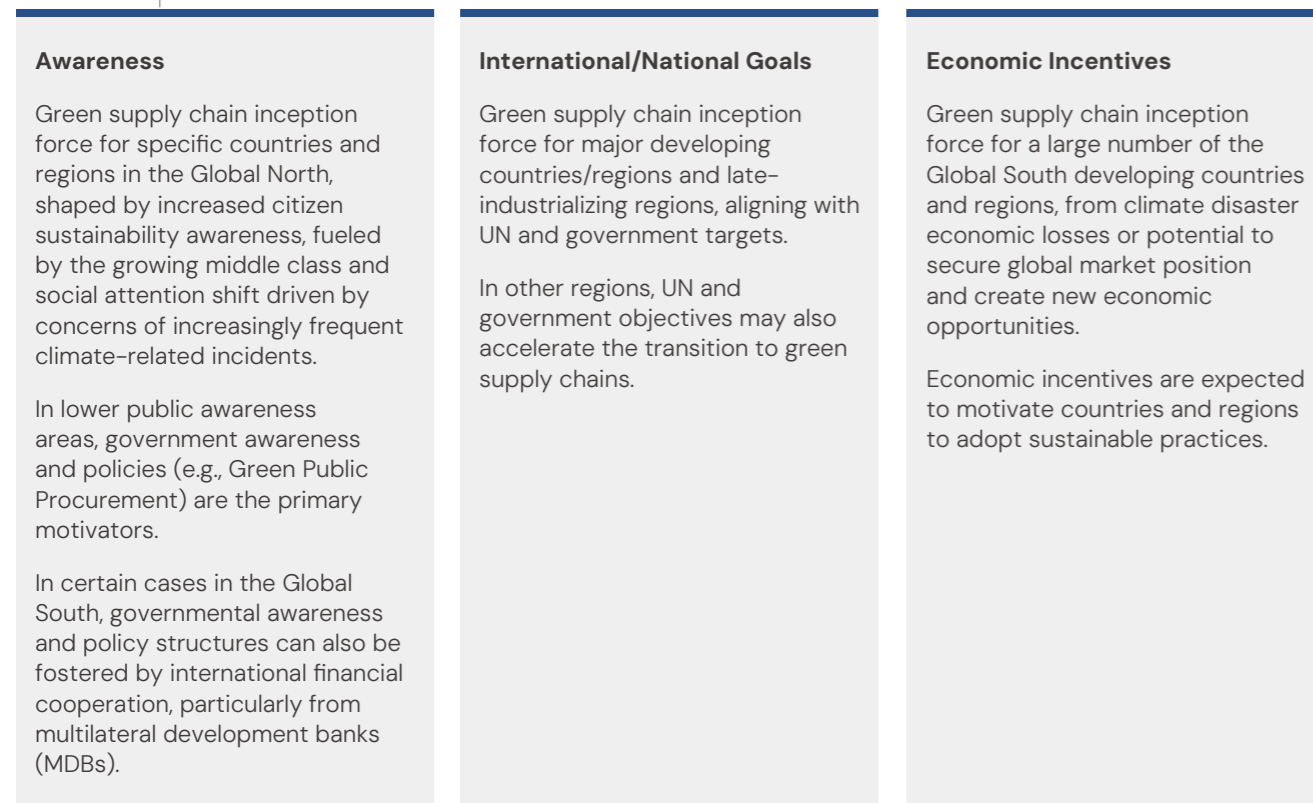 Awareness
Green supply chain inception
force for specific countries and
regions in the Global North,
shaped by increased citizen
sustainability awareness, fueled
by the growing middle class and
social attention shift driven by
concerns of increasingly frequent
climate-related incidents.
In lower public awareness
areas, government awareness
and policies (e.g., Green Public
Procurement) are the primary
motivators.
In certain cases in the Global
South, governmental awareness
and policy structures can also be
fostered by international financial
cooperation, particularly from
multilateral development banks
(MDBs).
International/National Goals
Green supply chain inception
force for major developing
countries/regions and late-
industrializing regions, aligning with
UN and government targets.
In other regions, UN and
government objectives may also
accelerate the transition to green
supply chains.
Economic Incentives
Green supply chain inception
force for a large number of the
Global South developing countries
and regions, from climate disaster
economic losses or potential to
secure global market position
and create new economic
opportunities.
Economic incentives are expected
to motivate countries and regions
to adopt sustainable practices.